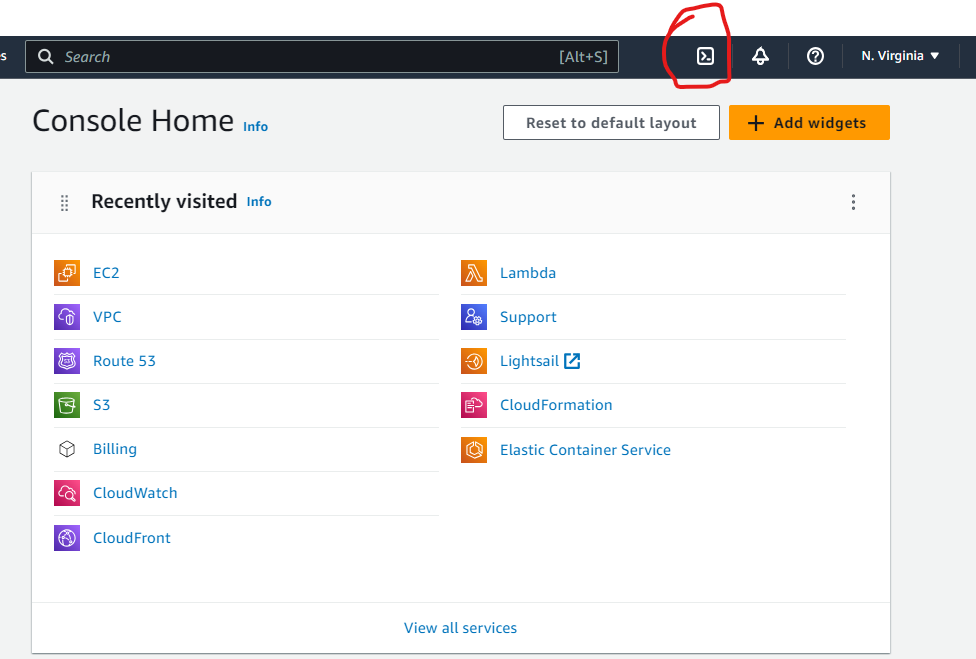 s
Search [Alt+S] N. Virginia
Console Home Info
Reset to default layout
Add widgets
Recently visited Info
EC2
VPC
Route 53
S3
Billing
CloudWatch
CloudFront
Lambda
Support
Lightsail
CloudFormation
Elastic Container Service
View all services